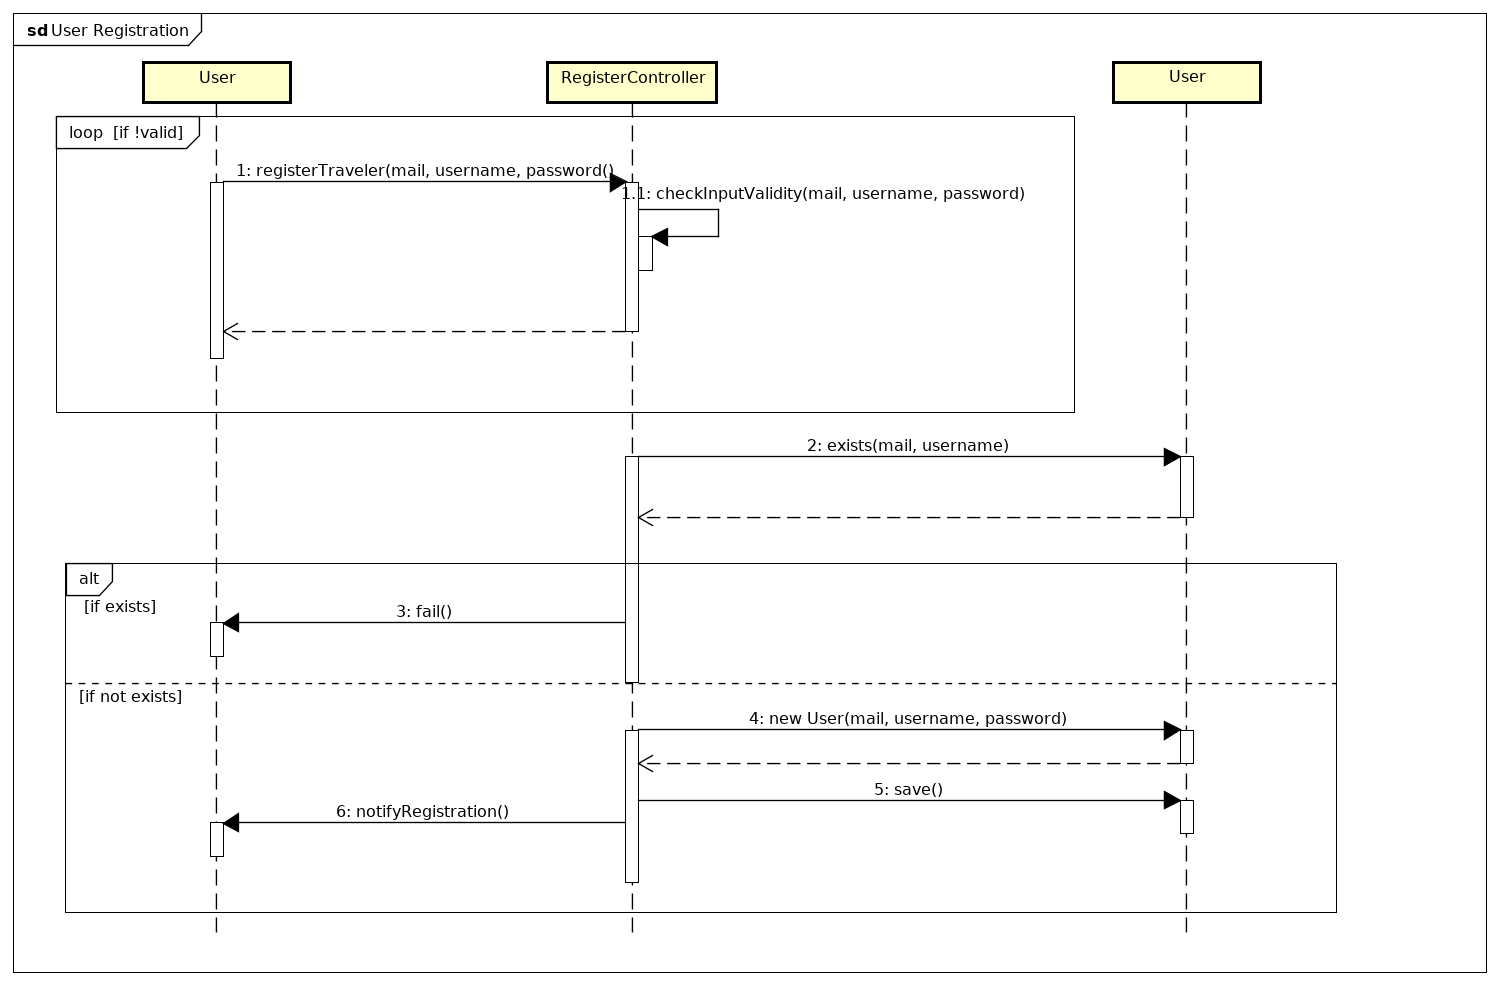 sd User Registration
User
RegisterController
User
loop [if !valid]
1: registerTraveler(mail, username, password()
1.1: checkInputValidity(mail, username, password)
2: exists(mail, username)
alt
[if exists]
3: fail()
[if not exists]
4: new User(mail, username, password)
5: save()
6: notifyRegistration()